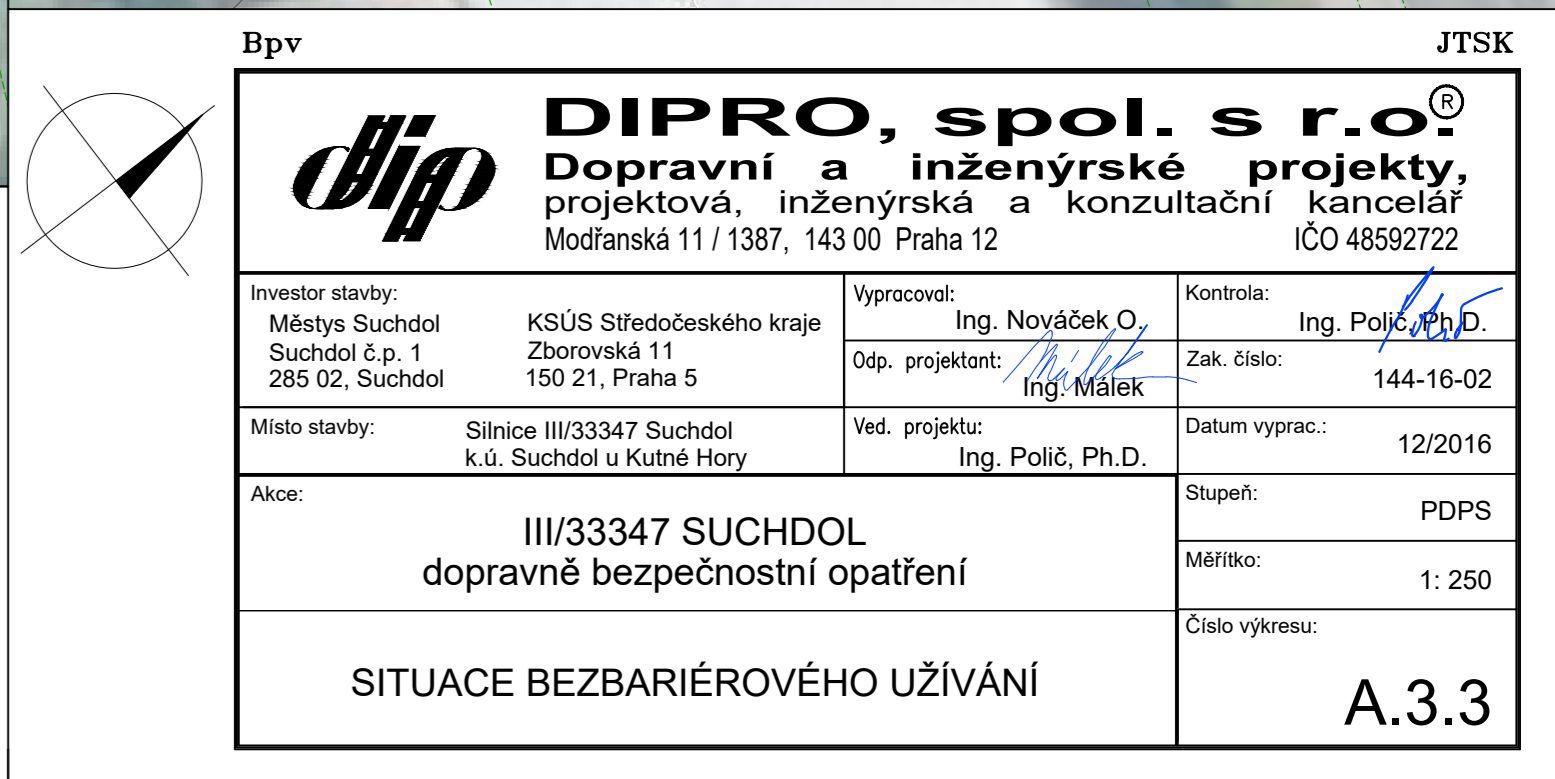 Bpv
JTSK
dip
DIPRO, spol. s r.o. ®
Dopravní a inženýrské projekty,
projektová, inženýrská a konzultační kancelář
Modřanská 11 / 1387, 143 00 Praha 12
IČO 48592722
Investor stavby:
Městys Suchdol
Suchdol č.p. 1
285 02, Suchdol
KSÚS Středočeského kraje
Zborovská 11
150 21, Praha 5
Vypracoval:
Ing. Nováček O.
Kontrola:
Ing. Polič, Ph.D.
Odp. projektant:
Málek
Ing. Málek
Zak. číslo:
144-16-02
Místo stavby:
Silnice III/33347 Suchdol
k.ú. Suchdol u Kutné Hory
Ved. projektu:
Ing. Polič, Ph.D.
Datum vyprac.:
12/2016
Akce:
III/33347 SUCHDOL
dopravně bezpečnostní opatření
Stupeň:
PDPS
Měřítko:
1: 250
SITUACE BEZBARIÉROVÉHO UŽÍVÁNÍ
Číslo výkresu:
A.3.3